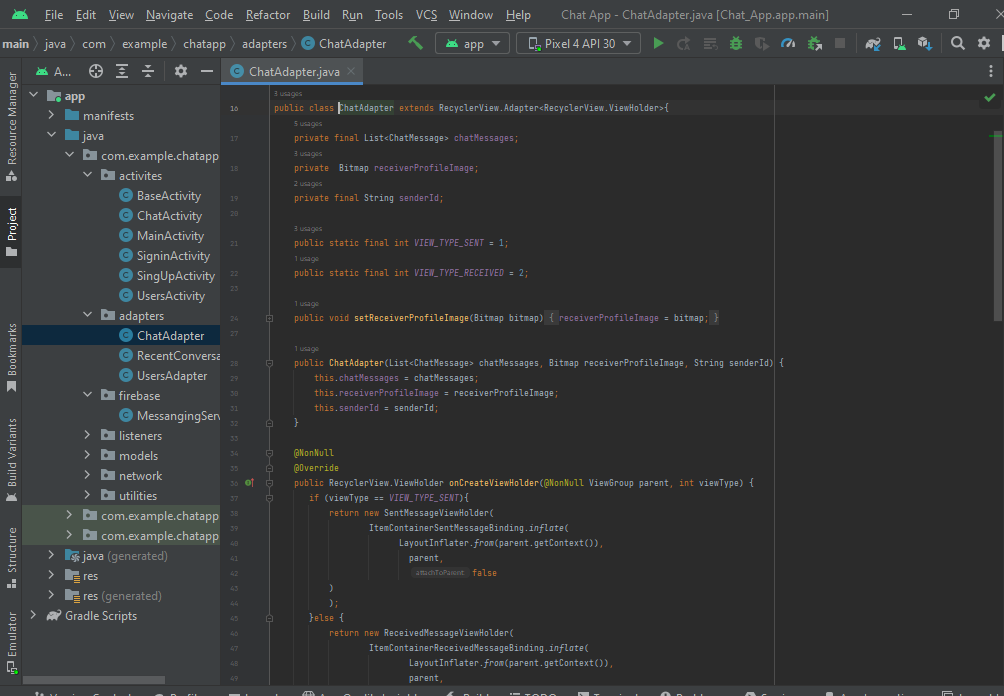 File Edit View Navigate Code Refactor Build Run Tools VCS Window Help Chat App - ChatAdapter.java [Chat_App.app.main]
main java com example chatapp adapters ChatAdapter app Pixel 4 API 30
A... ChatAdapter.java
Resource Manager
Project
Bookmarks
Build Variants
Structure
Emulator
app
manifests
java
com.example.chatapp
activites
BaseActivity
ChatActivity
MainActivity
SigninActivity
SingUpActivity
UsersActivity
adapters
ChatAdapter
RecentConversa
UsersAdapter
firebase
MessangingServ
listeners
models
network
utilities
com.example.chatapp
com.example.chatapp
java (generated)
res
res (generated)
Gradle Scripts
3 usages
16 public class ChatAdapter extends RecyclerView.Adapter<RecyclerView.ViewHolder>{
5 usages
17 private final List<ChatMessage> chatMessages;
3 usages
18 private Bitmap receiverProfileImage;
2 usages
19 private final String senderId;
20
3 usages
21 public static final int VIEW_TYPE_SENT = 1;
1 usage
22 public static final int VIEW_TYPE_RECEIVED = 2;
23
1 usage
24 public void setReceiverProfileImage(Bitmap bitmap) { receiverProfileImage = bitmap; }
27
1 usage
28 public ChatAdapter(List<ChatMessage> chatMessages, Bitmap receiverProfileImage, String senderId) {
29 this.chatMessages = chatMessages;
30 this.receiverProfileImage = receiverProfileImage;
31 this.senderId = senderId;
32 }
33
34 @NonNull
35 @Override
36 public RecyclerView.ViewHolder onCreateViewHolder(@NonNull ViewGroup parent, int viewType) {
37 if (viewType == VIEW_TYPE_SENT){
38 return new SentMessageViewHolder(
39 ItemContainerSentMessageBinding.inflate(
40 LayoutInflater.from(parent.getContext()),
41 parent,
42 attachToParent: false
43 )
44 );
45 }else {
46 return new ReceivedMessageViewHolder(
47 ItemContainerReceivedMessageBinding.inflate(
48 LayoutInflater.from(parent.getContext()),
49 parent,